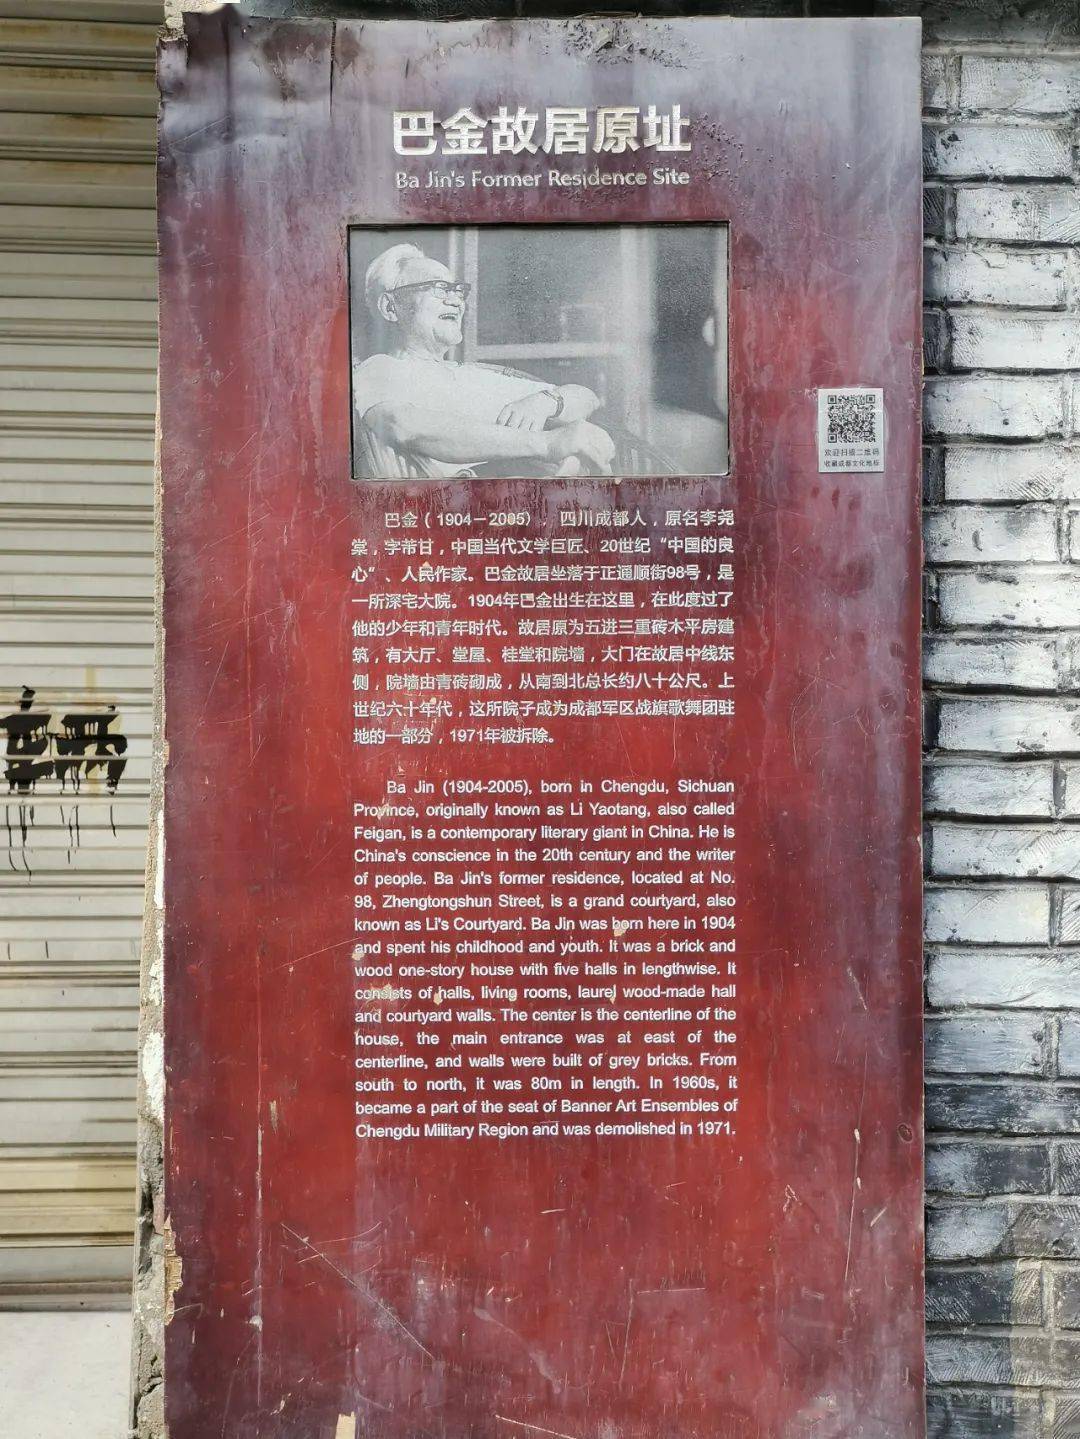 巴金故居原址
Ba Jin's Former Residence Site
欢迎扫描二维码
收藏成都文化地标
巴金（1904－2005），四川成都人，原名李尧
棠，字芾甘，中国当代文学巨匠、20世纪“中国的良
心”、人民作家。巴金故居坐落于正通顺街98号，是
一所深宅大院。1904年巴金出生在这里，在此度过了
他的少年和青年时代。故居原为五进三重砖木平房建
筑，有大厅、堂屋、桂堂和院墙，大门在故居中线东
侧，院墙由青砖砌成，从南到北总长约八十公尺。上
世纪六十年代，这所院子成为成都军区战旗歌舞团驻
地的一部分，1971年被拆除。
Ba Jin (1904-2005), born in Chengdu, Sichuan
Province, originally known as Li Yaotang, also called
Feigan, is a contemporary literary giant in China. He is
China's conscience in the 20th century and the writer
of people. Ba Jin's former residence, located at No.
98, Zhengtongshun Street, is a grand courtyard, also
known as Li's Courtyard. Ba Jin was born here in 1904
and spent his childhood and youth. It was a brick and
wood one-story house with five halls in lengthwise. It
consists of halls, living rooms, laurel wood-made hall
and courtyard walls. The center is the centerline of the
house, the main entrance was at east of the
centerline, and walls were built of grey bricks. From
south to north, it was 80m in length. In 1960s, it
became a part of the seat of Banner Art Ensembles of
Chengdu Military Region and was demolished in 1971.